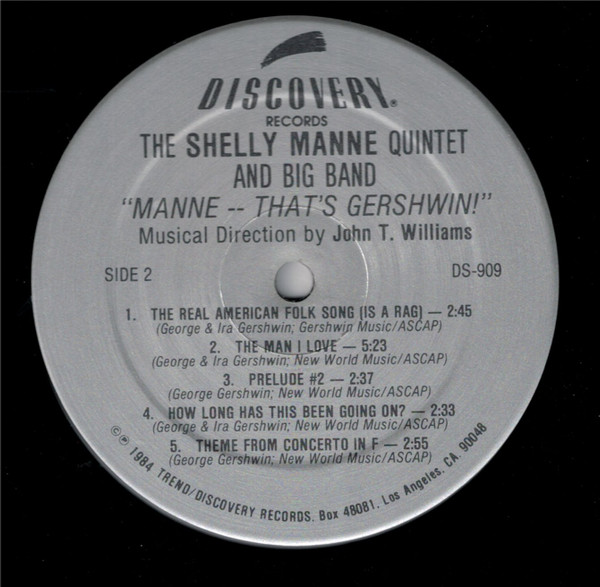 DISCOVERY®
RECORDS
THE SHELLY MANNE QUINTET
AND BIG BAND
"MANNE -- THAT'S GERSHWIN!"
Musical Direction by John T. Williams
SIDE 2 DS-909
1. THE REAL AMERICAN FOLK SONG (IS A RAG) — 2:45
(George & Ira Gershwin; Gershwin Music/ASCAP)
2. THE MAN I LOVE — 5:23
(George & Ira Gershwin; New World Music/ASCAP)
3. PRELUDE #2 — 2:37
(George Gershwin; New World Music/ASCAP)
4. HOW LONG HAS THIS BEEN GOING ON? — 2:33
(George & Ira Gershwin; New World Music/ASCAP)
5. THEME FROM CONCERTO IN F — 2:55
(George Gershwin; New World Music/ASCAP)
©℗ 1984 TREND/DISCOVERY RECORDS. Box 48081. Los Angeles, CA. 90048